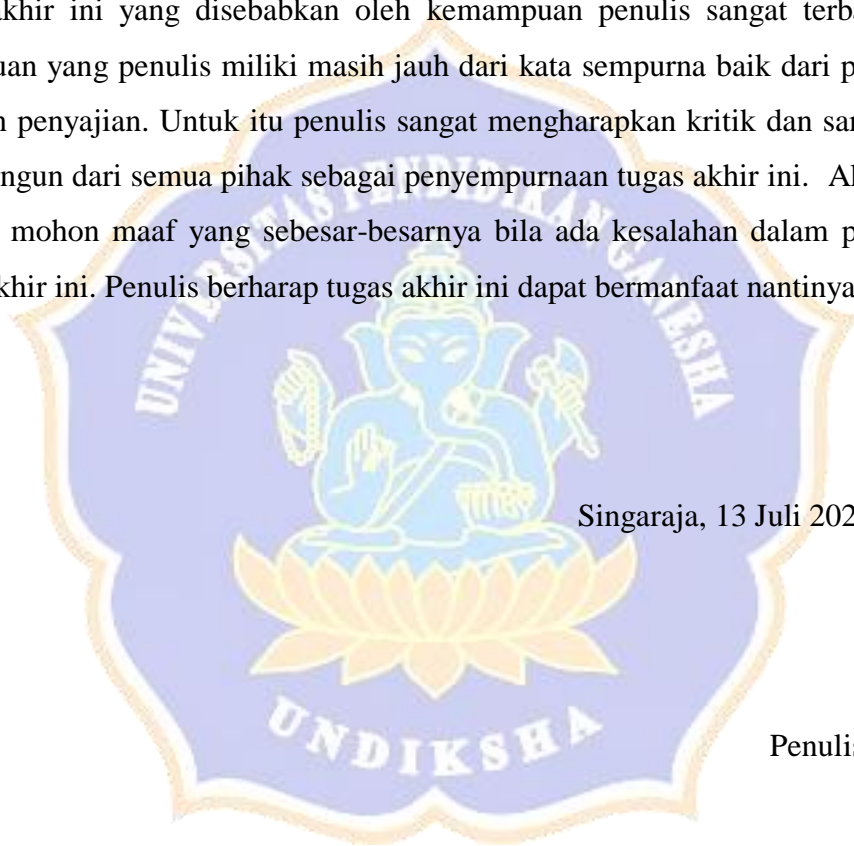 akhir ini yang disebabkan oleh kemampuan penulis sangat terb
uan yang penulis miliki masih jauh dari kata sempurna baik dari p
penyajian. Untuk itu penulis sangat mengharapkan kritik dan sar
ngun dari semua pihak sebagai penyempurnaan tugas akhir ini. Al
mohon maaf yang sebesar-besarnya bila ada kesalahan dalam p
khir ini. Penulis berharap tugas akhir ini dapat bermanfaat nantinya
UNIVERSITAS PENDIDIKAN GANESHA
Singaraja, 13 Juli 202
UNDIKSHA
Penulis